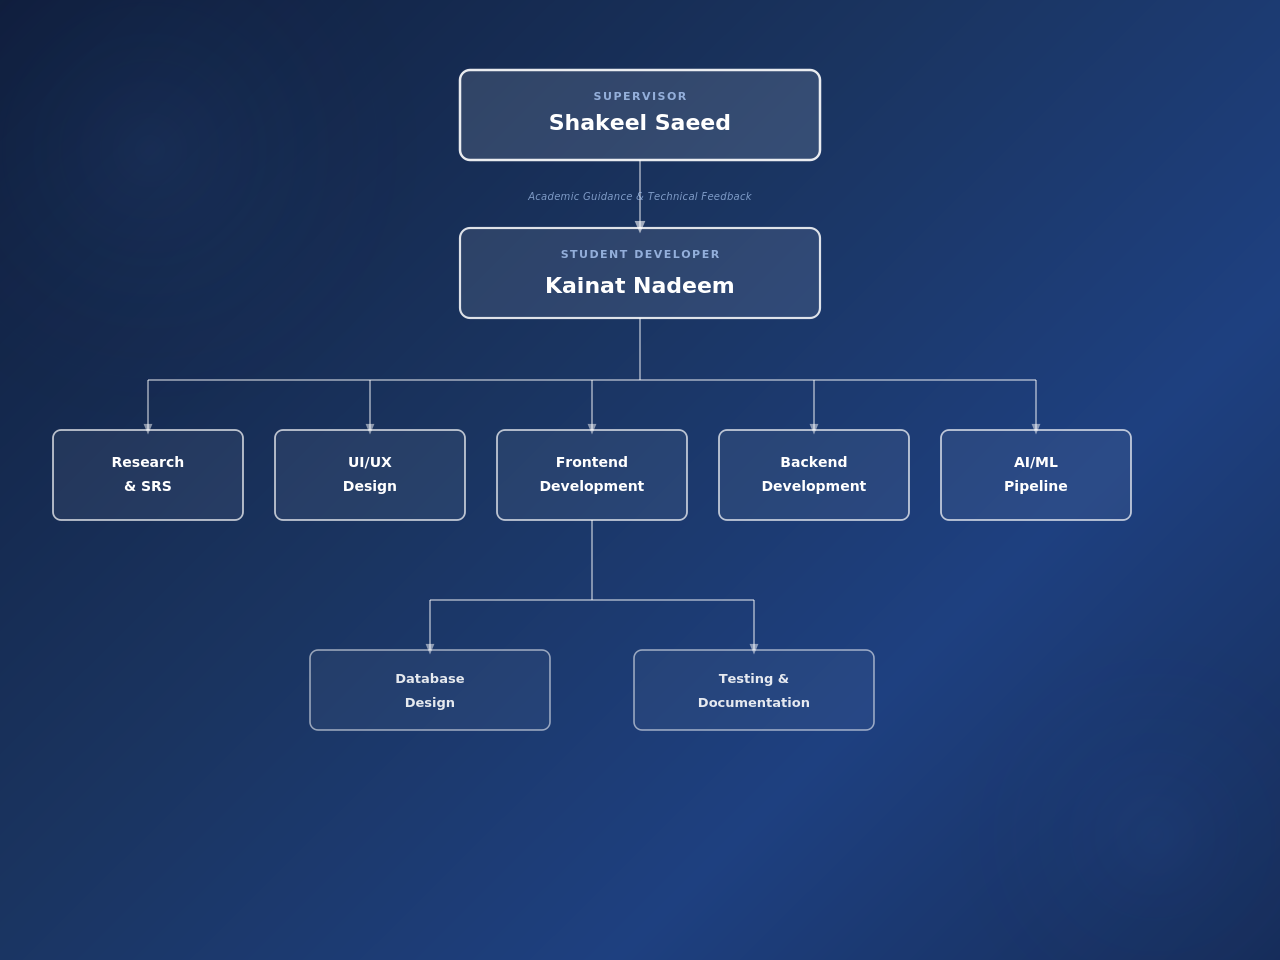 SUPERVISOR
Shakeel Saeed
Academic Guidance & Technical Feedback
STUDENT DEVELOPER
Kainat Nadeem
Research
& SRS
UI/UX
Design
Frontend
Development
Backend
Development
AI/ML
Pipeline
Database
Design
Testing &
Documentation